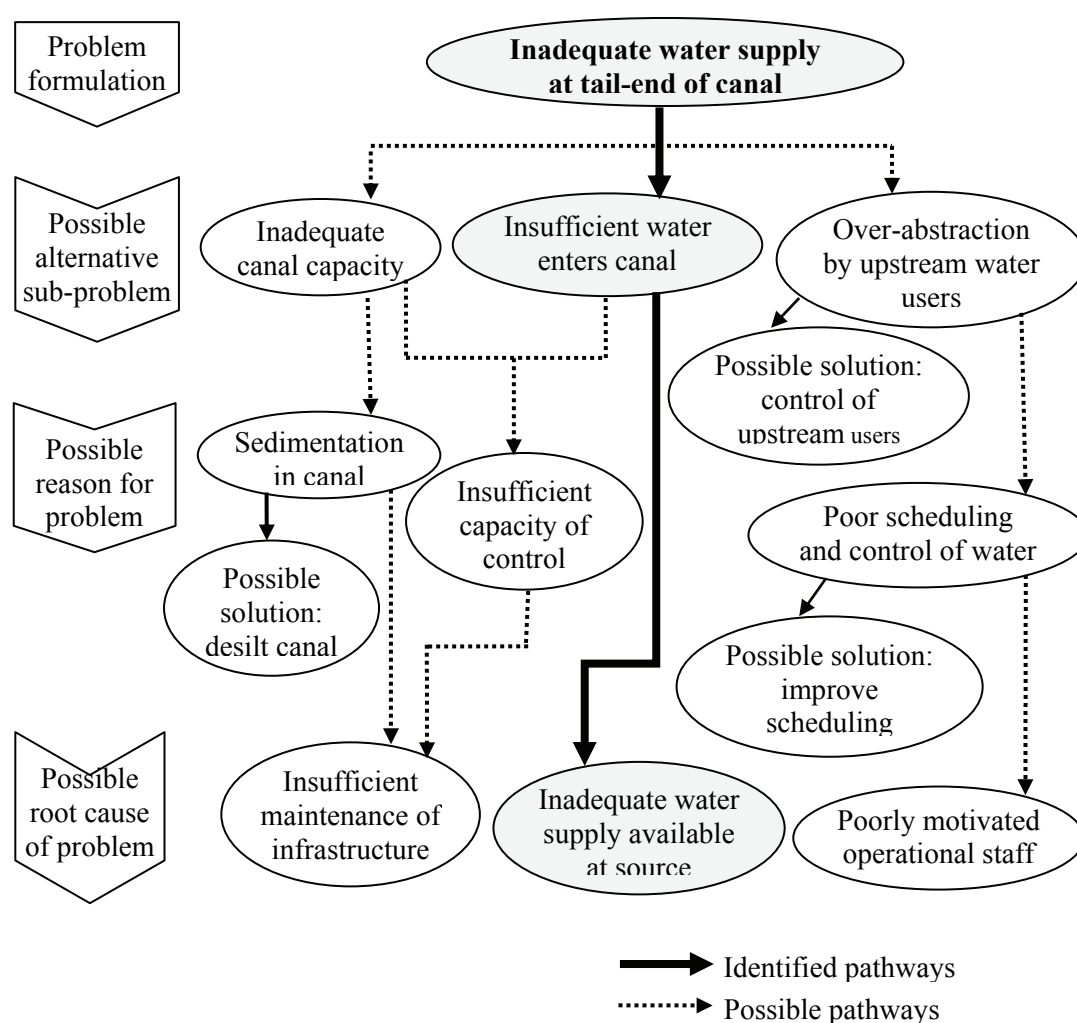 Problem
formulation
Inadequate water supply
at tail-end of canal
Possible
alternative
sub-problem
Inadequate
canal capacity
Insufficient water
enters canal
Over-abstraction
by upstream water
users
Possible solution:
control of
upstream users
Possible
reason for
problem
Sedimentation
in canal
Insufficient
capacity of
control
Poor scheduling
and control of water
Possible
solution:
desilt canal
Possible solution:
improve
scheduling
Possible
root cause
of problem
Insufficient
maintenance of
infrastructure
Inadequate water
supply available
at source
Poorly motivated
operational staff
Identified pathways
Possible pathways